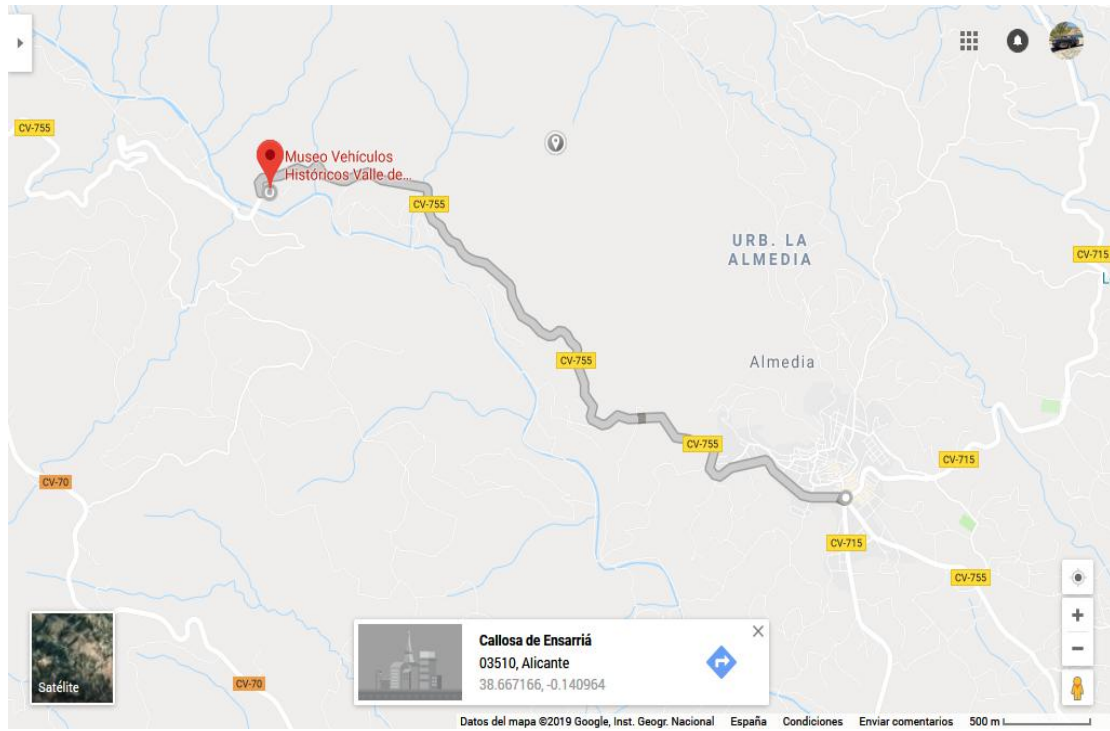 CV-755
Museo Vehículos
Históricos Valle de...
CV-755
URB. LA
ALMEDIA
CV-715
CV-755
Almedia
CV-755
CV-715
CV-70
CV-715
CV-755
CV-70
Satélite
Callosa de Ensarriá
03510, Alicante
38.667166, -0.140964
Datos del mapa ©2019 Google, Inst. Geogr. Nacional España Condiciones Enviar comentarios 500 m